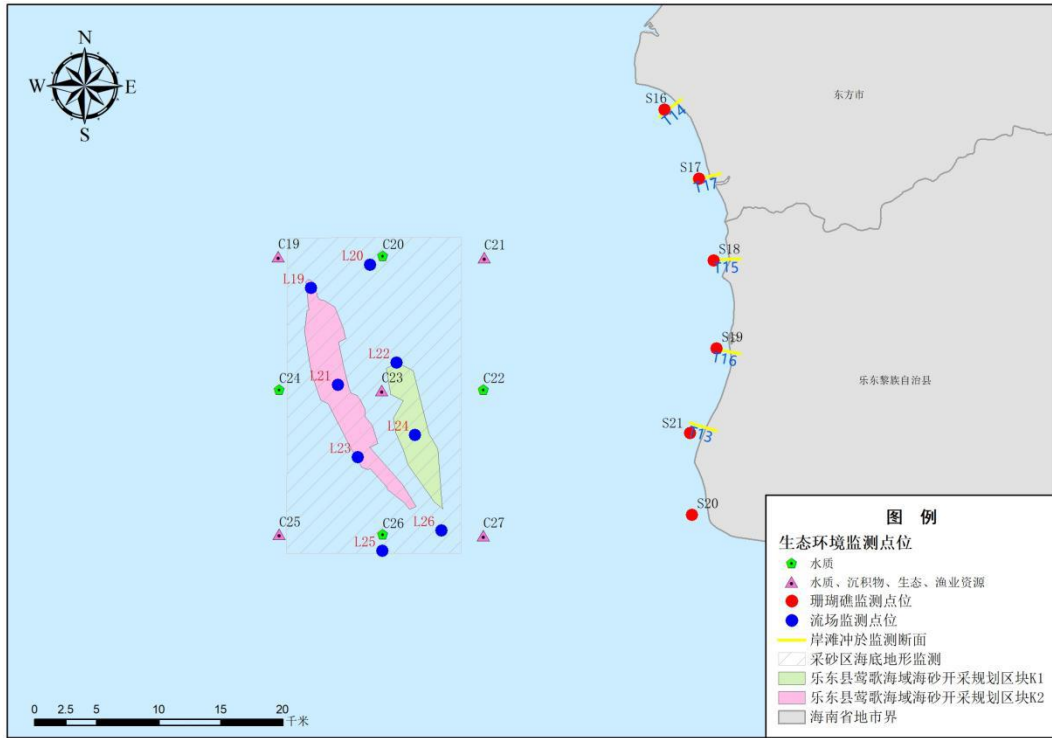 N
W E
S
S16
T14
东方市
S17
T17
C19 C20 C21
L20
S18
T15
L19
S19
T16
L22
C24 L21 C23 C22
乐东黎族自治县
S21
T13
L24
L23
S20
C25 C26 L26 C27
L25
图 例
生态环境监测点位
水质
水质、沉积物、生态、渔业资源
珊瑚礁监测点位
流场监测点位
岸滩冲於监测断面
采砂区海底地形监测
乐东县莺歌海域海砂开采规划区块K1
乐东县莺歌海域海砂开采规划区块K2
海南省地市界
0 2.5 5 10 15 20
千米